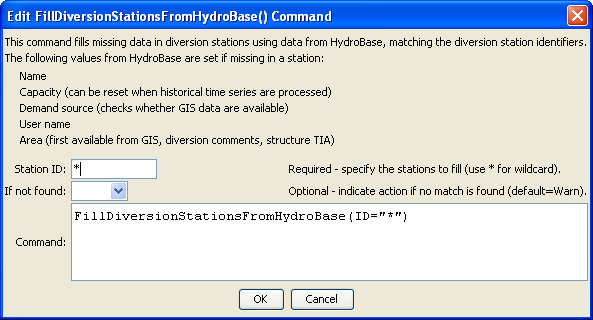 Edit FillDiversionStationsFromHydroBase() Command
This command fills missing data in diversion stations using data from HydroBase, matching the diversion station identifiers.
The following values from HydroBase are set if missing in a station:
Name
Capacity (can be reset when historical time series are processed)
Demand source (checks whether GIS data are available)
User name
Area (first available from GIS, diversion comments, structure TIA)
Station ID: * Required - specify the stations to fill (use * for wildcard).
If not found: Optional - indicate action if no match is found (default=Warn).
Command: FillDiversionStationsFromHydroBase(ID="*")
OK Cancel